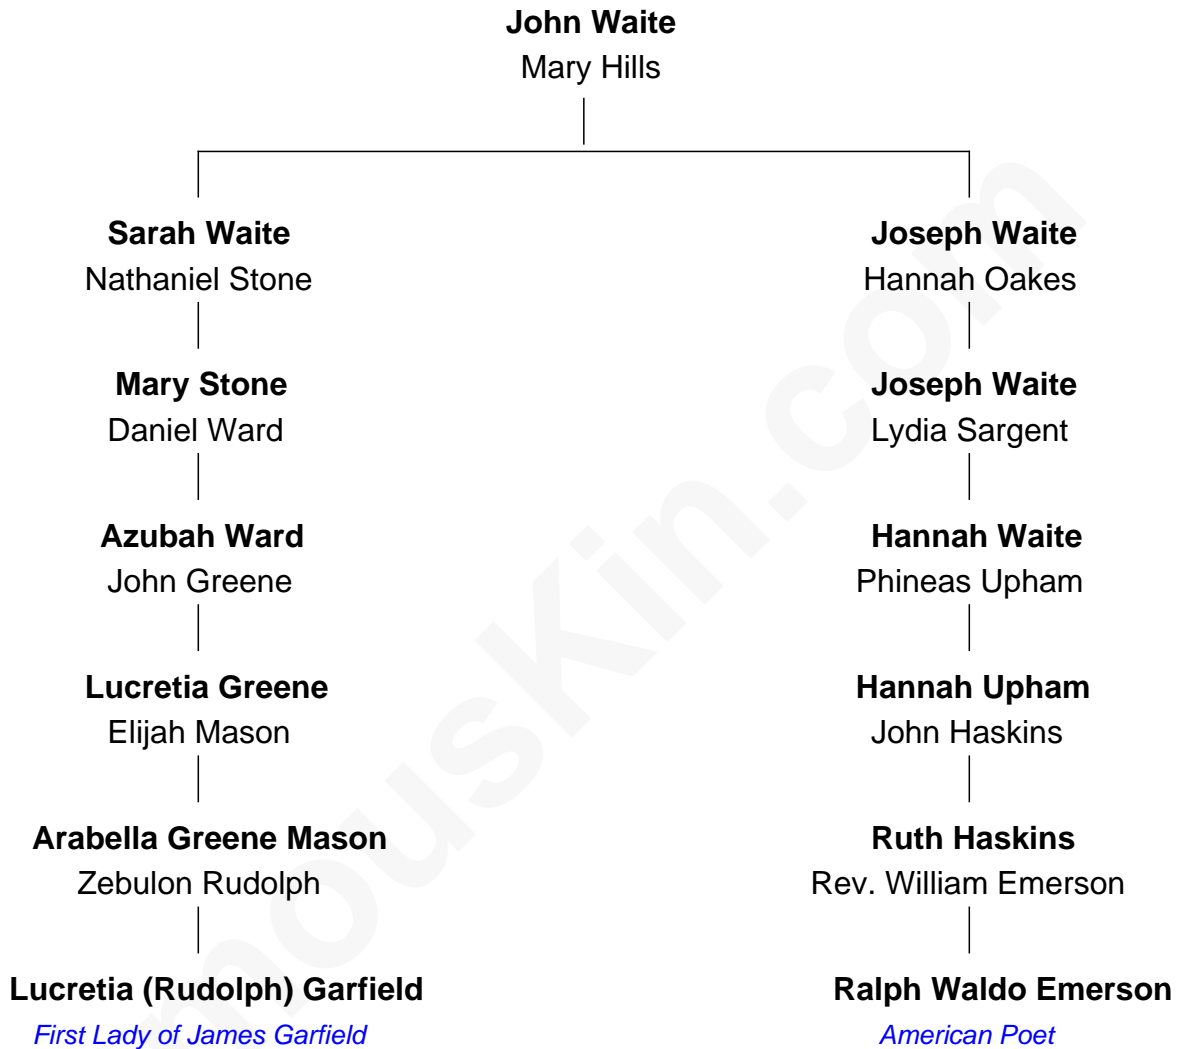 John Waite
Mary Hills
Sarah Waite
Nathaniel Stone
Joseph Waite
Hannah Oakes
Mary Stone
Daniel Ward
Joseph Waite
Lydia Sargent
Azubah Ward
John Greene
Hannah Waite
Phineas Upham
Lucretia Greene
Elijah Mason
Hannah Upham
John Haskins
Arabella Greene Mason
Zebulon Rudolph
Ruth Haskins
Rev. William Emerson
Lucretia (Rudolph) Garfield
First Lady of James Garfield
Ralph Waldo Emerson
American Poet
mousKin.com